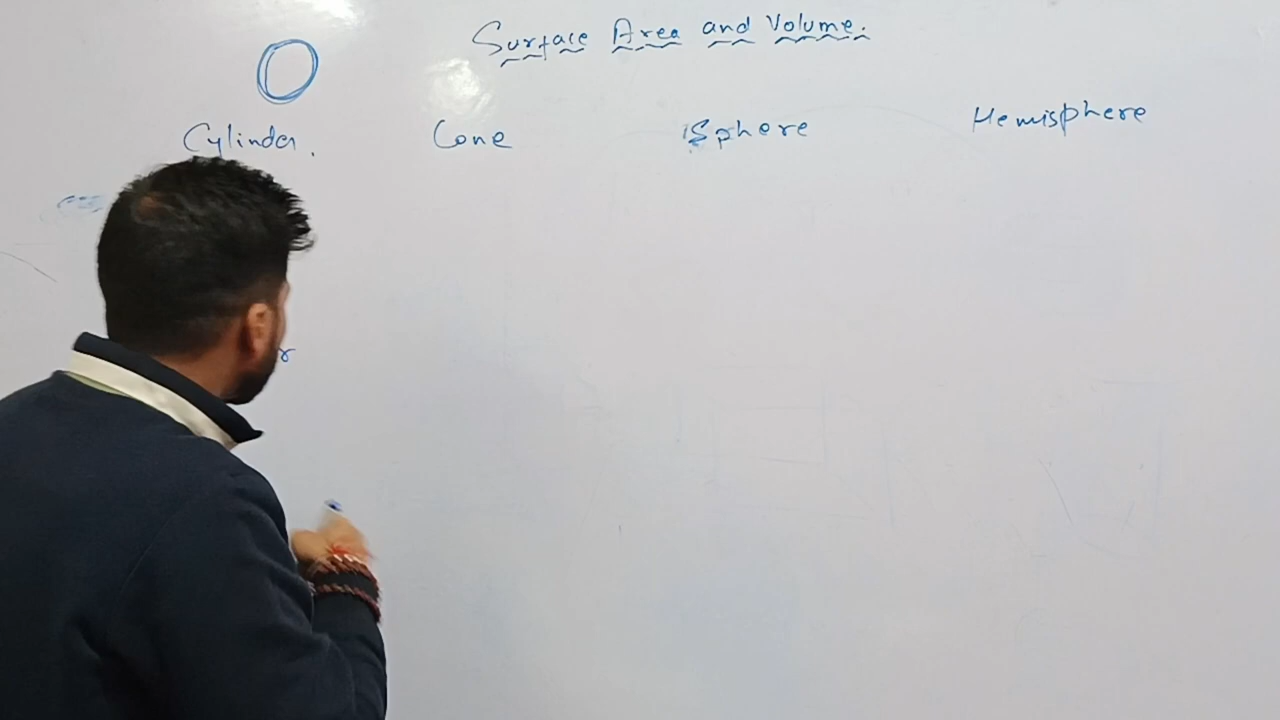 Surface Area and Volume.
Cylinder. Cone Sphere Hemisphere
r